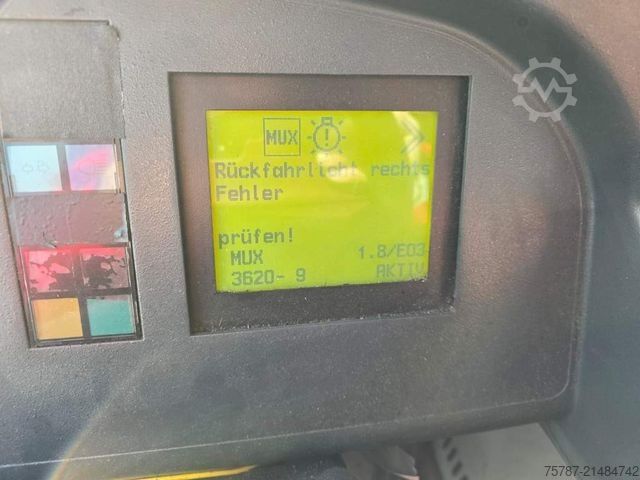 MUX
Rückfahrlicht rechts
Fehler
prüfen!
MUX 1.8/E03
3620- 9 AKTIV
75787-21484742